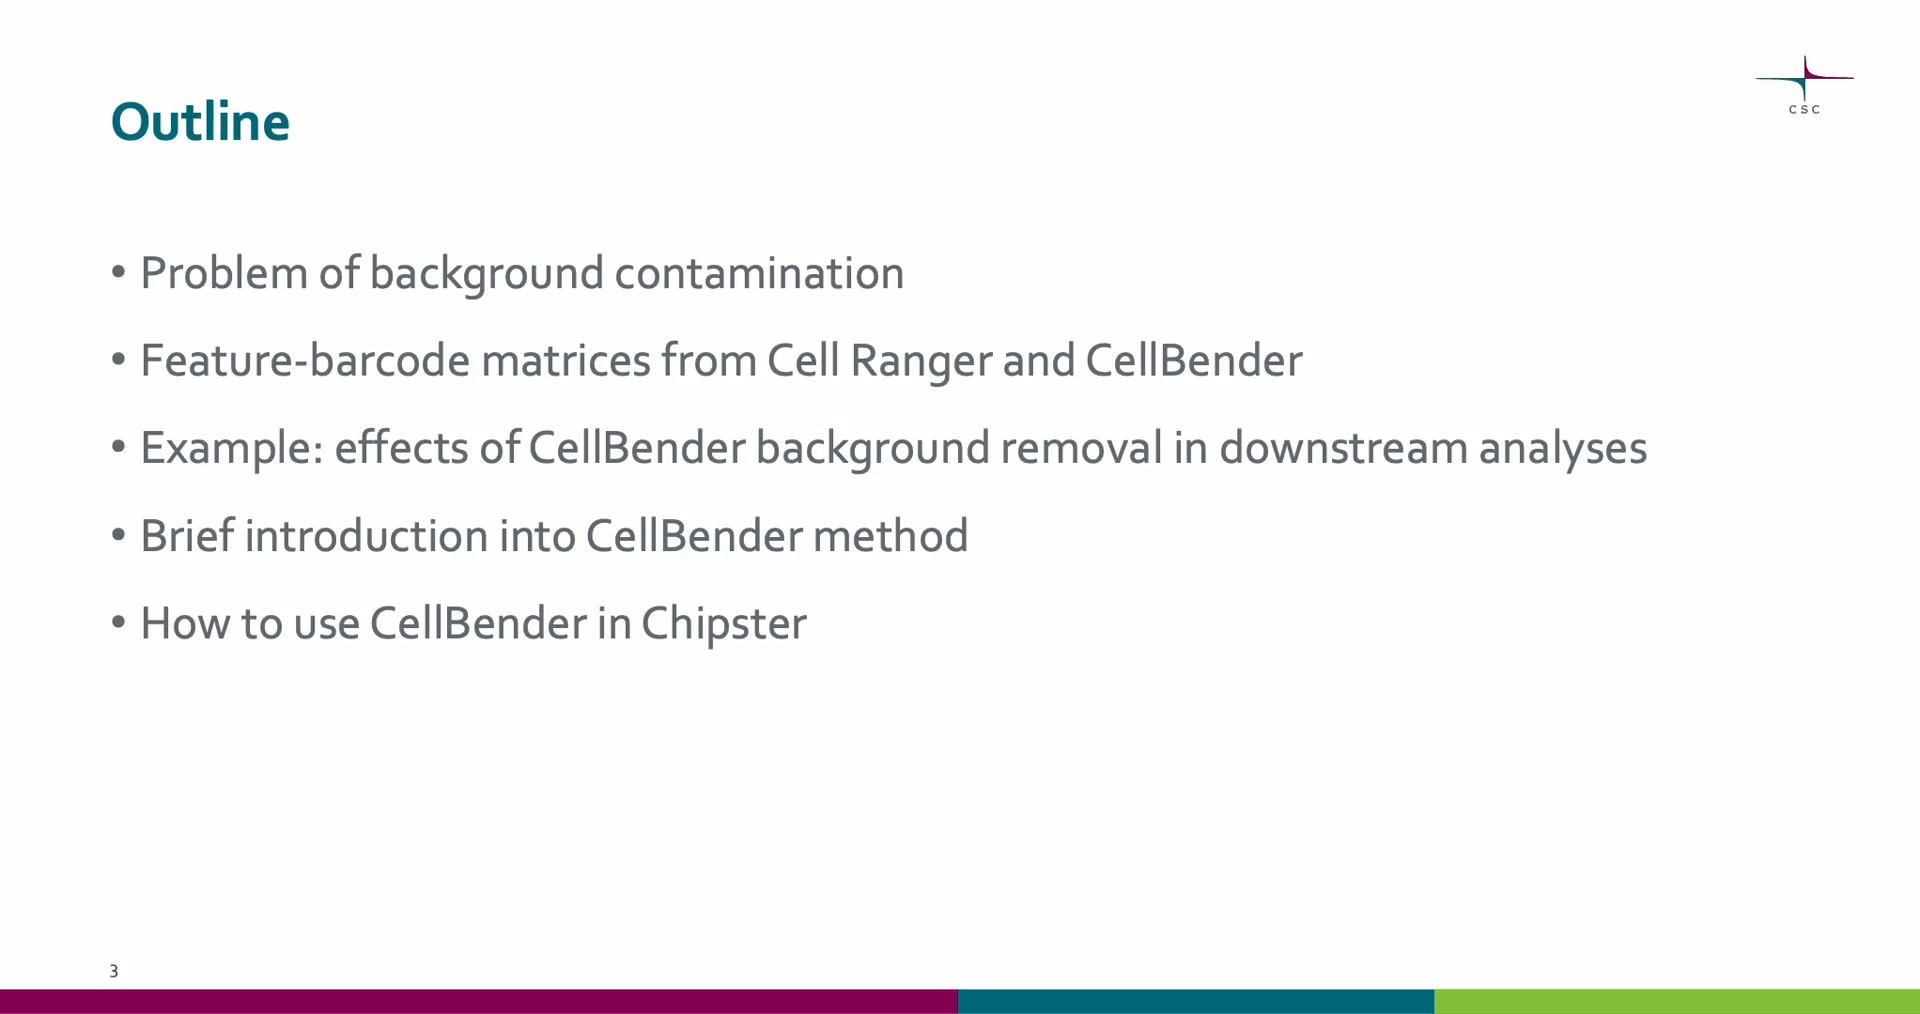 CSC
Outline
• Problem of background contamination
• Feature-barcode matrices from Cell Ranger and CellBender
• Example: effects of CellBender background removal in downstream analyses
• Brief introduction into CellBender method
• How to use CellBender in Chipster
3